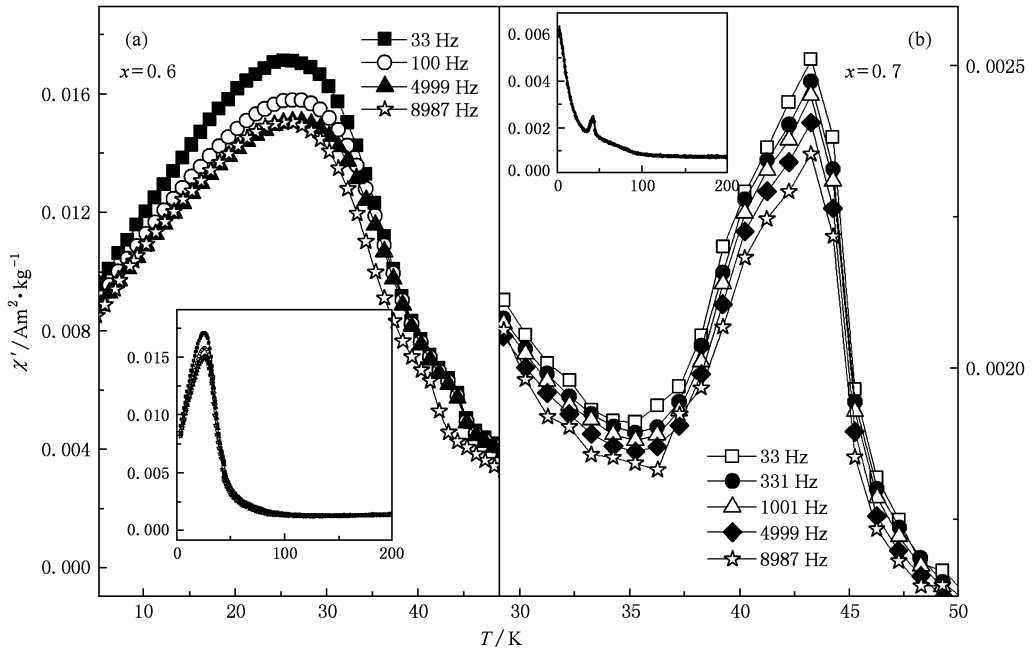 (a)
x=0.6
33 Hz
100 Hz
4999 Hz
8987 Hz
0.016
0.012
0.008
0.004
0.000
χ′/Am²·kg⁻¹
0.015
0.010
0.005
0.000
0 100 200
10 20 30 40
(b)
x=0.7
0.006
0.004
0.002
0.000
0 100 200
33 Hz
331 Hz
1001 Hz
4999 Hz
8987 Hz
0.0025
0.0020
30 35 40 45 50
T/K